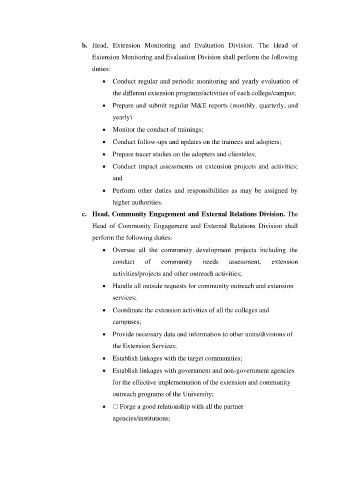 b. Head, Extension Monitoring and Evaluation Division. The Head of
Extension Monitoring and Evaluation Division shall perform the following
duties:
• Conduct regular and periodic monitoring and yearly evaluation of
the different extension programs/activities of each college/campus;
• Prepare and submit regular M&E reports (monthly, quarterly, and
yearly)
• Monitor the conduct of trainings;
• Conduct follow-ups and updates on the trainees and adopters;
• Prepare tracer studies on the adopters and clienteles;
• Conduct impact assessments on extension projects and activities;
and
• Perform other duties and responsibilities as may be assigned by
higher authorities.
c. Head, Community Engagement and External Relations Division. The
Head of Community Engagement and External Relations Division shall
perform the following duties:
• Oversee all the community development projects including the
conduct of community needs assessment, extension
activities/projects and other outreach activities;
• Handle all outside requests for community outreach and extension
services;
• Coordinate the extension activities of all the colleges and
campuses;
• Provide necessary data and information to other units/divisions of
the Extension Services;
• Establish linkages with the target communities;
• Establish linkages with government and non-government agencies
for the effective implementation of the extension and community
outreach programs of the University;
• □ Forge a good relationship with all the partner
agencies/institutions;